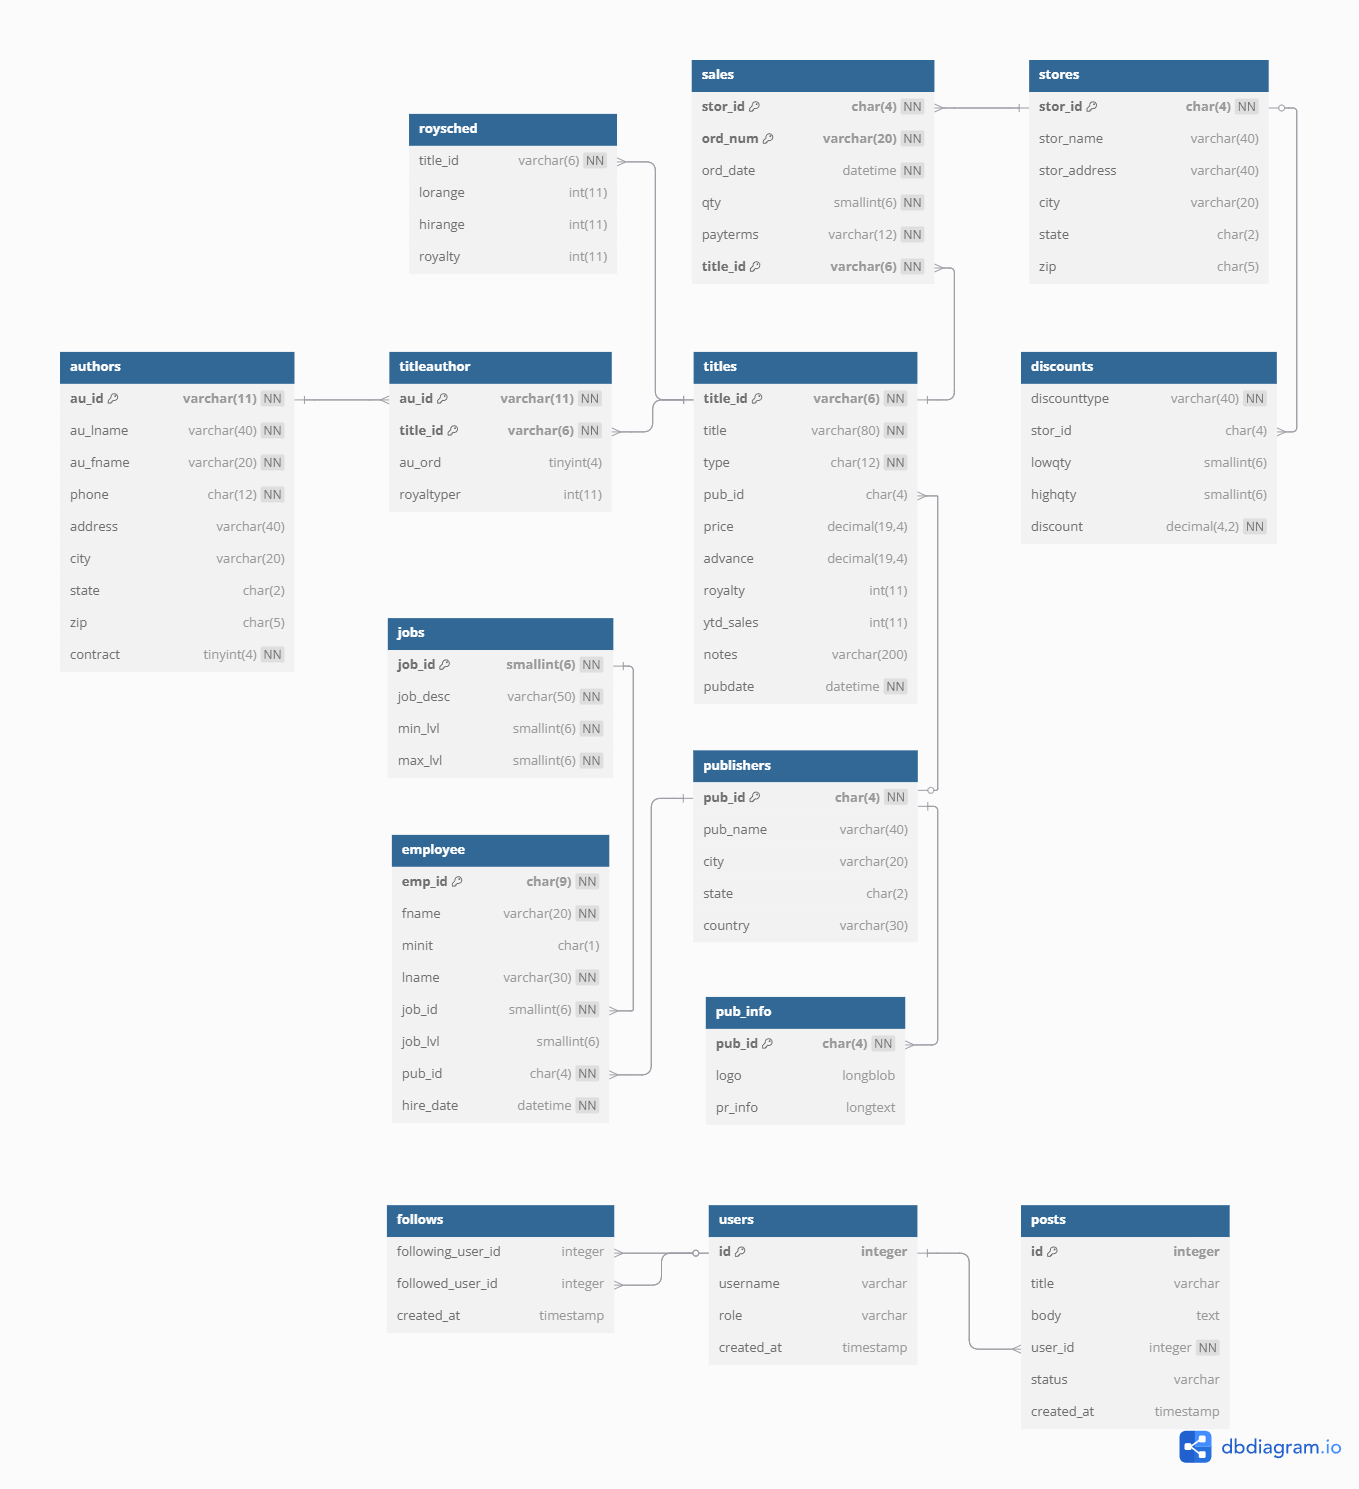 sales
stor_id char(4) NN
ord_num varchar(20) NN
ord_date datetime NN
qty smallint(6) NN
payterms varchar(12) NN
title_id varchar(6) NN
stores
stor_id char(4) NN
stor_name varchar(40)
stor_address varchar(40)
city varchar(20)
state char(2)
zip char(5)
roysched
title_id varchar(6) NN
lorange int(11)
hirange int(11)
royalty int(11)
authors
au_id varchar(11) NN
au_lname varchar(40) NN
au_fname varchar(20) NN
phone char(12) NN
address varchar(40)
city varchar(20)
state char(2)
zip char(5)
contract tinyint(4) NN
titleauthor
au_id varchar(11) NN
title_id varchar(6) NN
au_ord tinyint(4)
royaltyper int(11)
titles
title_id varchar(6) NN
title varchar(80) NN
type char(12) NN
pub_id char(4)
price decimal(19,4)
advance decimal(19,4)
royalty int(11)
ytd_sales int(11)
notes varchar(200)
pubdate datetime NN
discounts
discounttype varchar(40) NN
stor_id char(4)
lowqty smallint(6)
highqty smallint(6)
discount decimal(4,2) NN
jobs
job_id smallint(6) NN
job_desc varchar(50) NN
min_lvl smallint(6) NN
max_lvl smallint(6) NN
publishers
pub_id char(4) NN
pub_name varchar(40)
city varchar(20)
state char(2)
country varchar(30)
employee
emp_id char(9) NN
fname varchar(20) NN
minit char(1)
lname varchar(30) NN
job_id smallint(6) NN
job_lvl smallint(6)
pub_id char(4) NN
hire_date datetime NN
pub_info
pub_id char(4) NN
logo longblob
pr_info longtext
follows
following_user_id integer
followed_user_id integer
created_at timestamp
users
id integer
username varchar
role varchar
created_at timestamp
posts
id integer
title varchar
body text
user_id integer NN
status varchar
created_at timestamp
dbdiagram.io